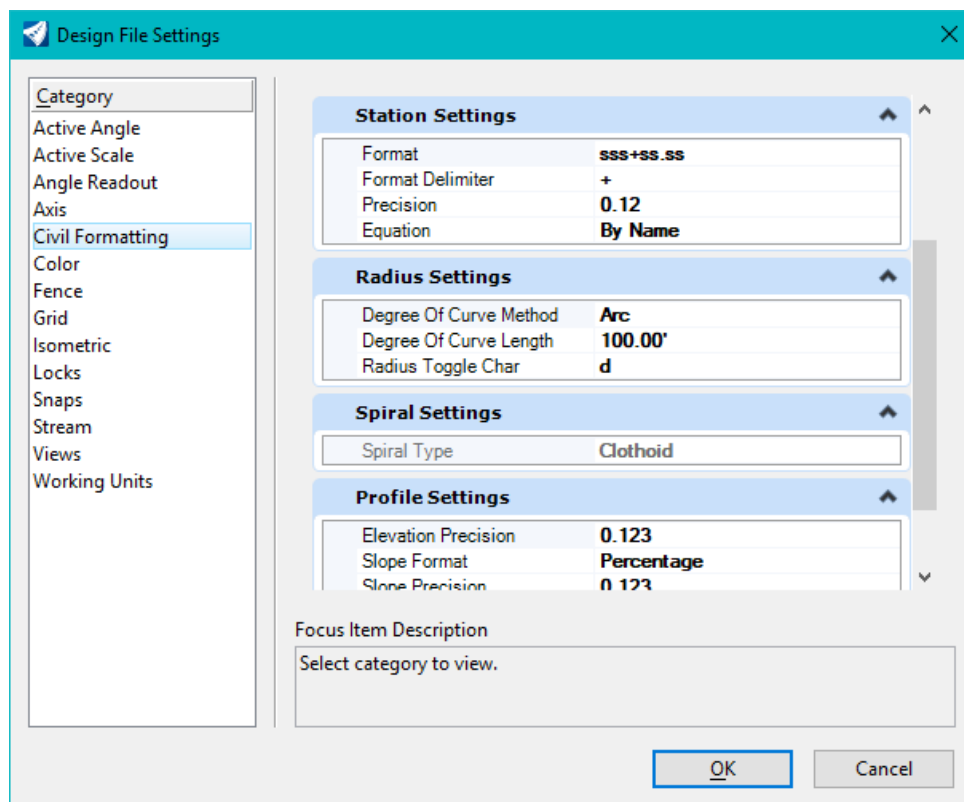 Design File Settings
Category
Active Angle
Active Scale
Angle Readout
Axis
Civil Formatting
Color
Fence
Grid
Isometric
Locks
Snaps
Stream
Views
Working Units
Station Settings
Format sss+ss.ss
Format Delimiter +
Precision 0.12
Equation By Name
Radius Settings
Degree Of Curve Method Arc
Degree Of Curve Length 100.00'
Radius Toggle Char d
Spiral Settings
Spiral Type Clothoid
Profile Settings
Elevation Precision 0.123
Slope Format Percentage
Slope Precision 0.123
Focus Item Description
Select category to view.
OK Cancel